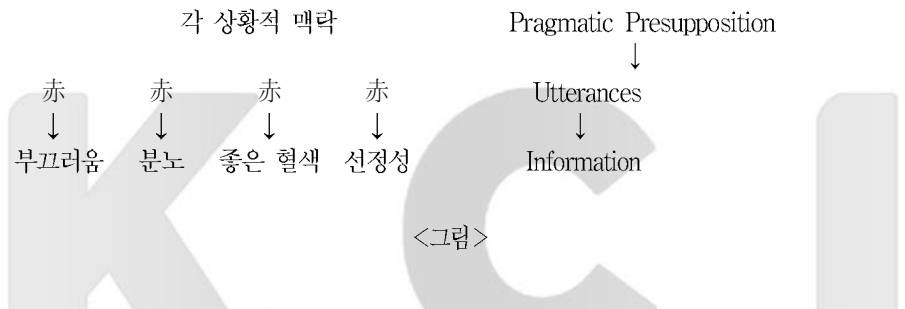 각 상황적 맥락 Pragmatic Presupposition
↓
赤 赤 赤 赤 Utterances
↓ ↓ ↓ ↓ ↓
부끄러움 분노 좋은 혈색 선정성 Information
<그림>
KCI